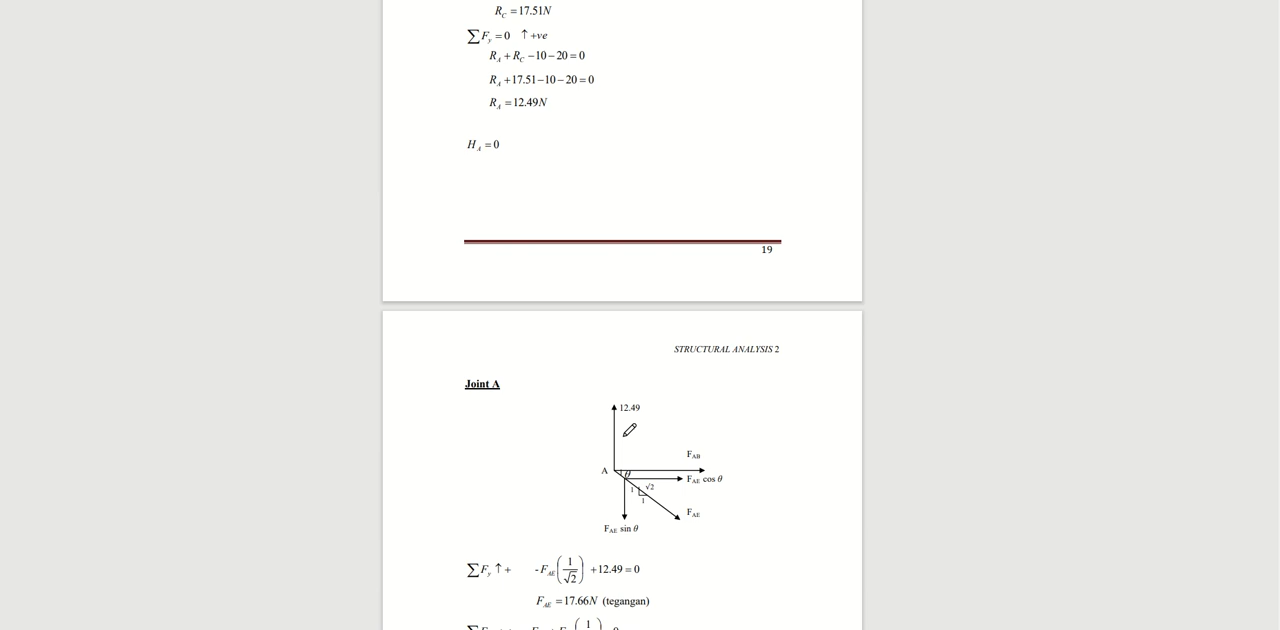 R_C = 17.51N
∑F_y = 0 ↑ +ve
R_A + R_C − 10 − 20 = 0
R_A + 17.51 − 10 − 20 = 0
R_A = 12.49N
H_A = 0
19
STRUCTURAL ANALYSIS 2
Joint A
12.49
F_AB
A θ
F_AE cos θ
1 √2
1
F_AE
F_AE sin θ
∑F_y ↑ + - F_AE (1/√2) + 12.49 = 0
F_AE = 17.66N (tegangan)